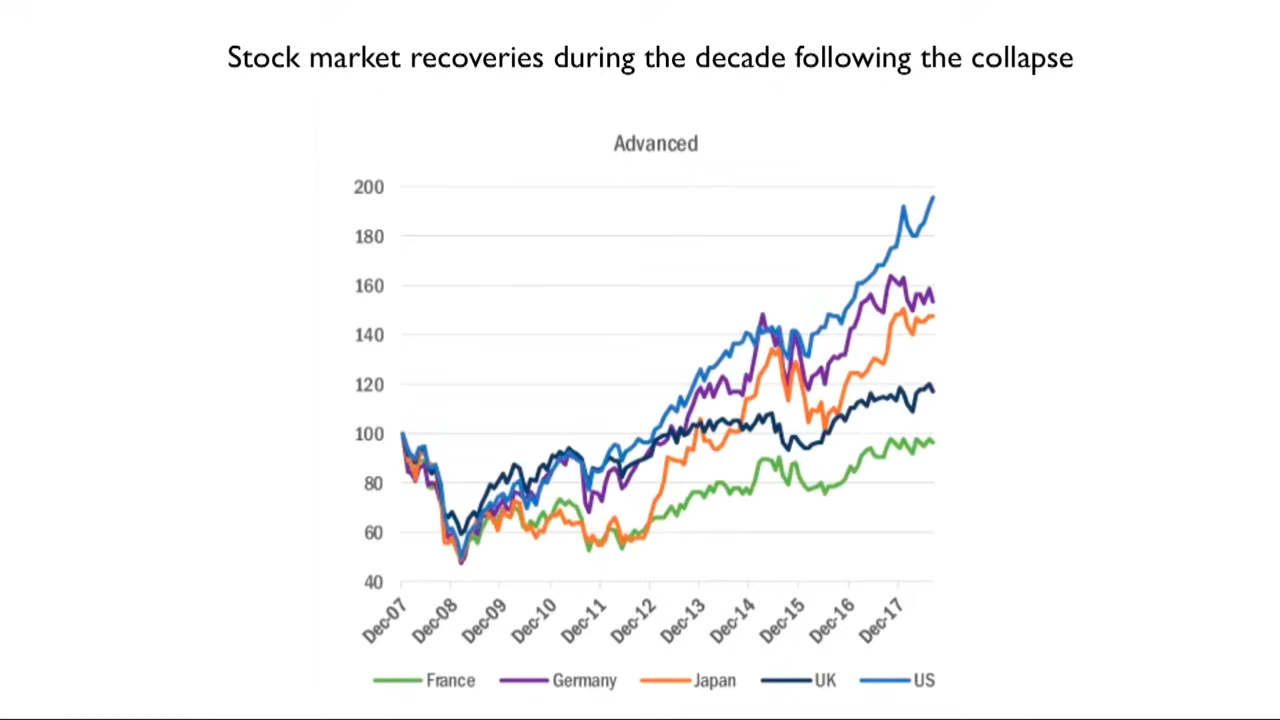 Stock market recoveries during the decade following the collapse
Advanced
200
180
160
140
120
100
80
60
40
Dec-07 Dec-08 Dec-09 Dec-10 Dec-11 Dec-12 Dec-13 Dec-14 Dec-15 Dec-16 Dec-17
France Germany Japan UK US